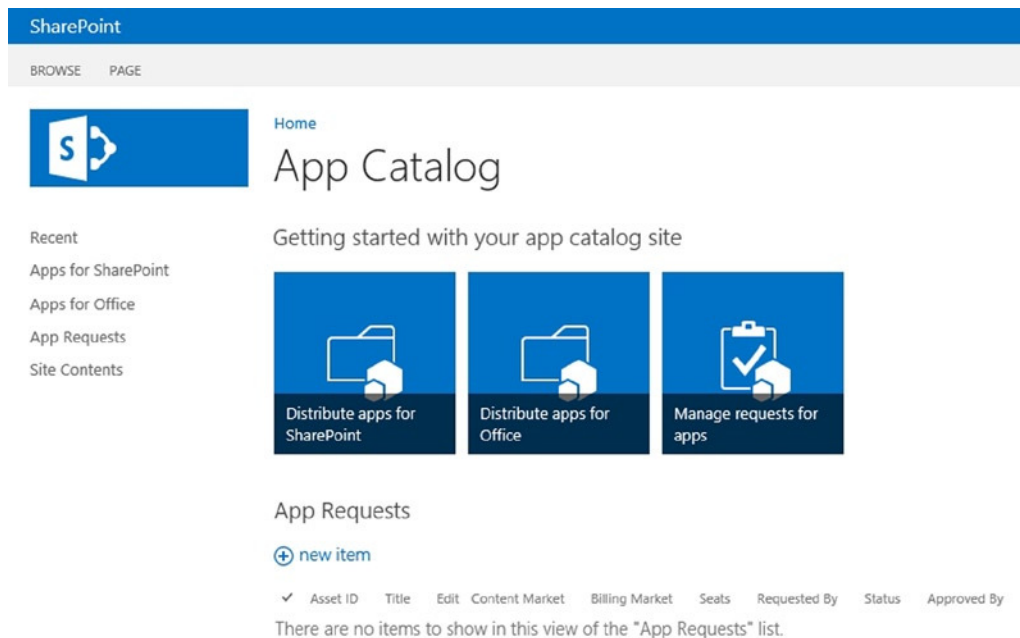 SharePoint
BROWSE PAGE
S
Home
App Catalog
Recent
Apps for SharePoint
Apps for Office
App Requests
Site Contents
Getting started with your app catalog site
Distribute apps for
SharePoint
Distribute apps for
Office
Manage requests for
apps
App Requests
new item
Asset ID Title Edit Content Market Billing Market Seats Requested By Status Approved By
There are no items to show in this view of the "App Requests" list.